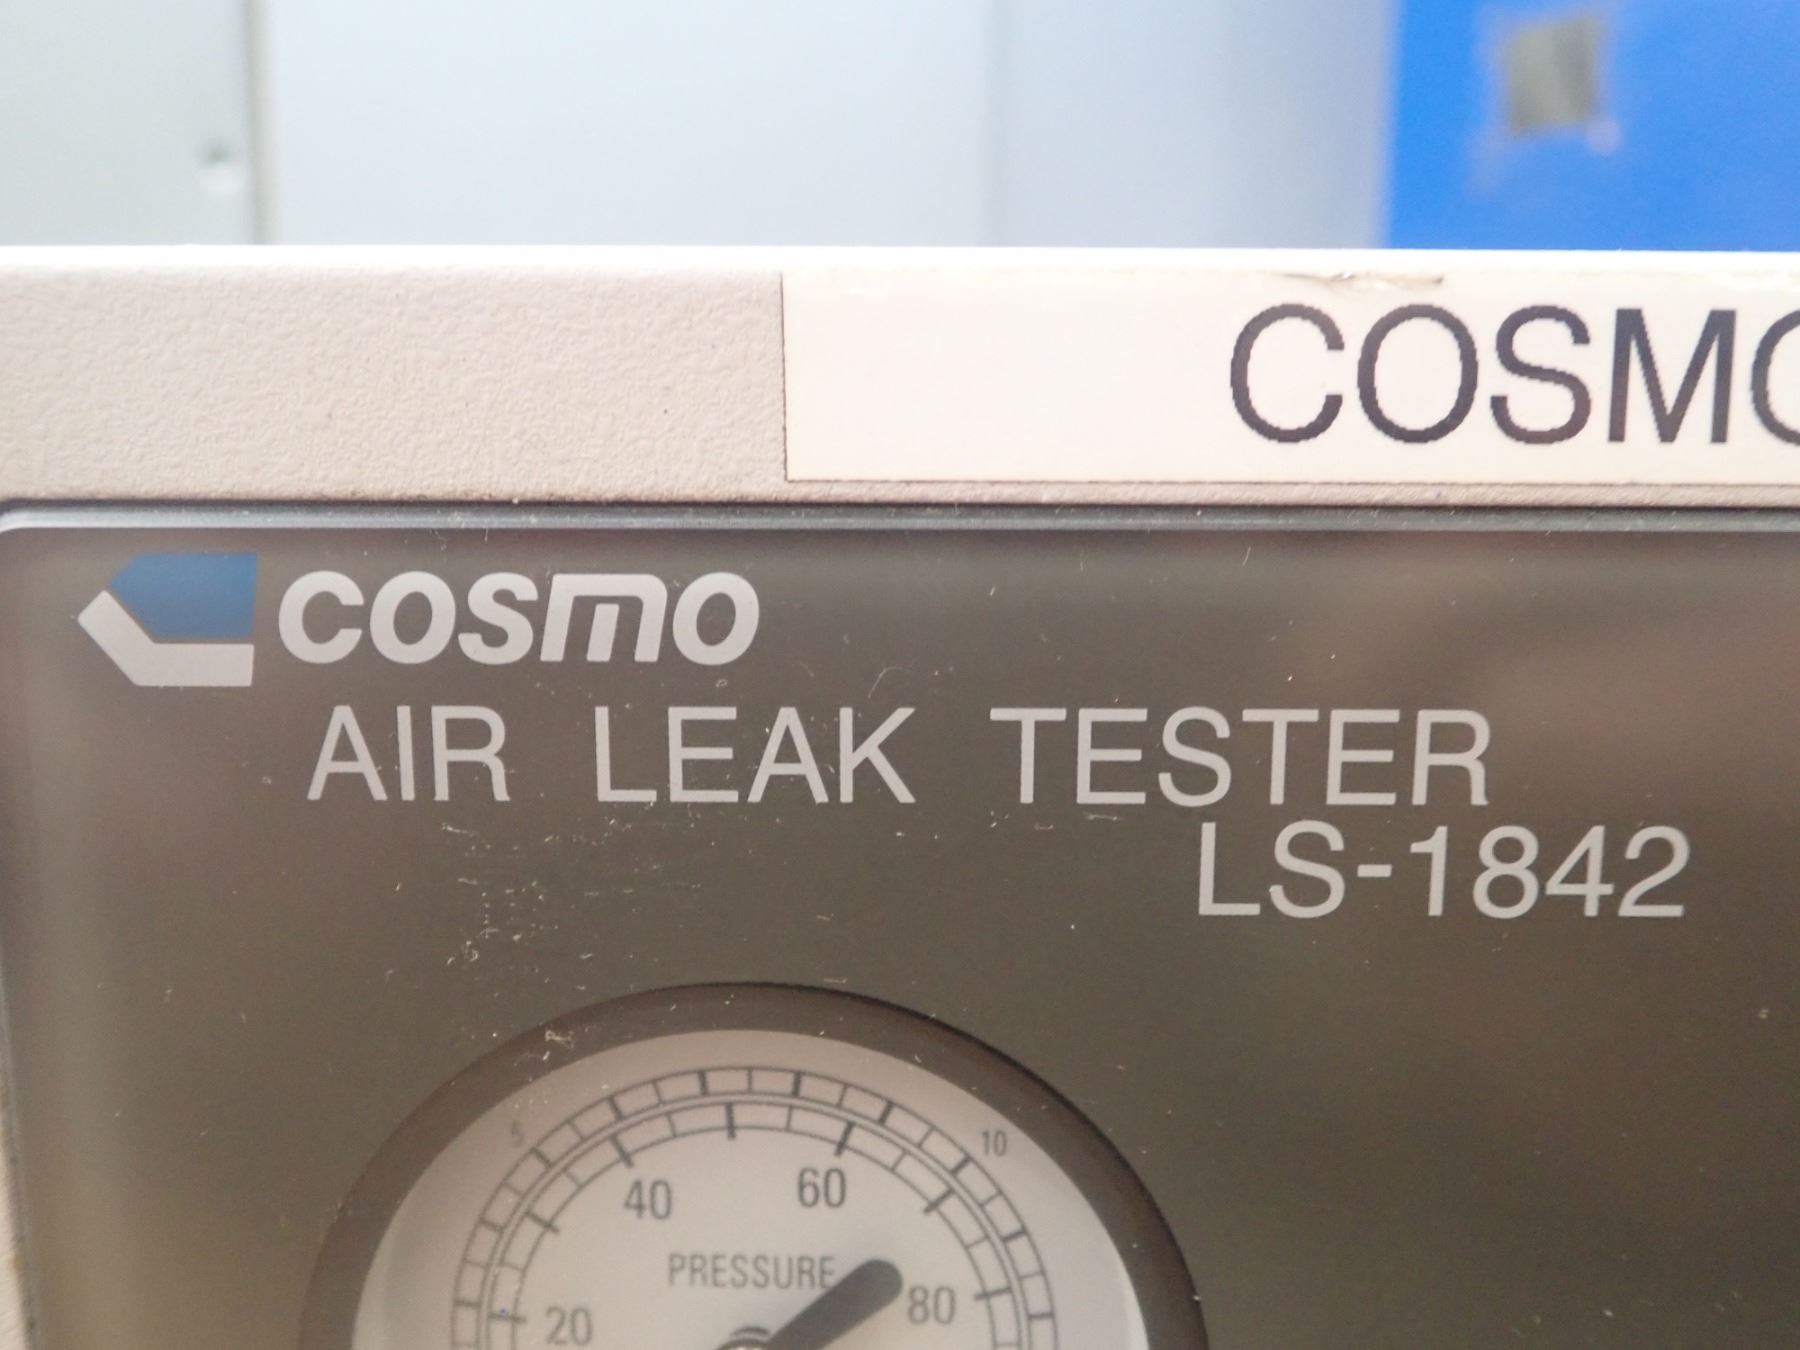 COSMO
COSMO
AIR LEAK TESTER
LS-1842
5
10
40
60
PRESSURE
20
80